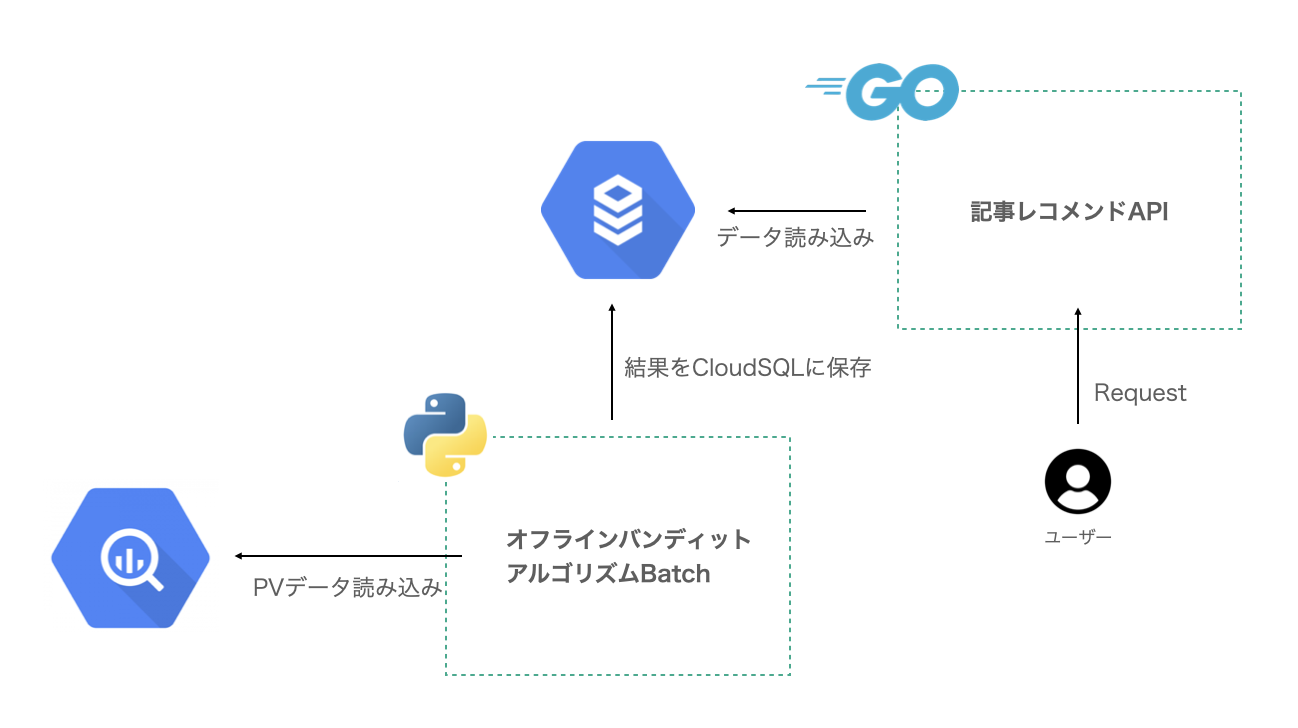 GO
記事レコメンドAPI
データ読み込み
結果をCloudSQLに保存
Request
ユーザー
オフラインバンディット
アルゴリズムBatch
PVデータ読み込み